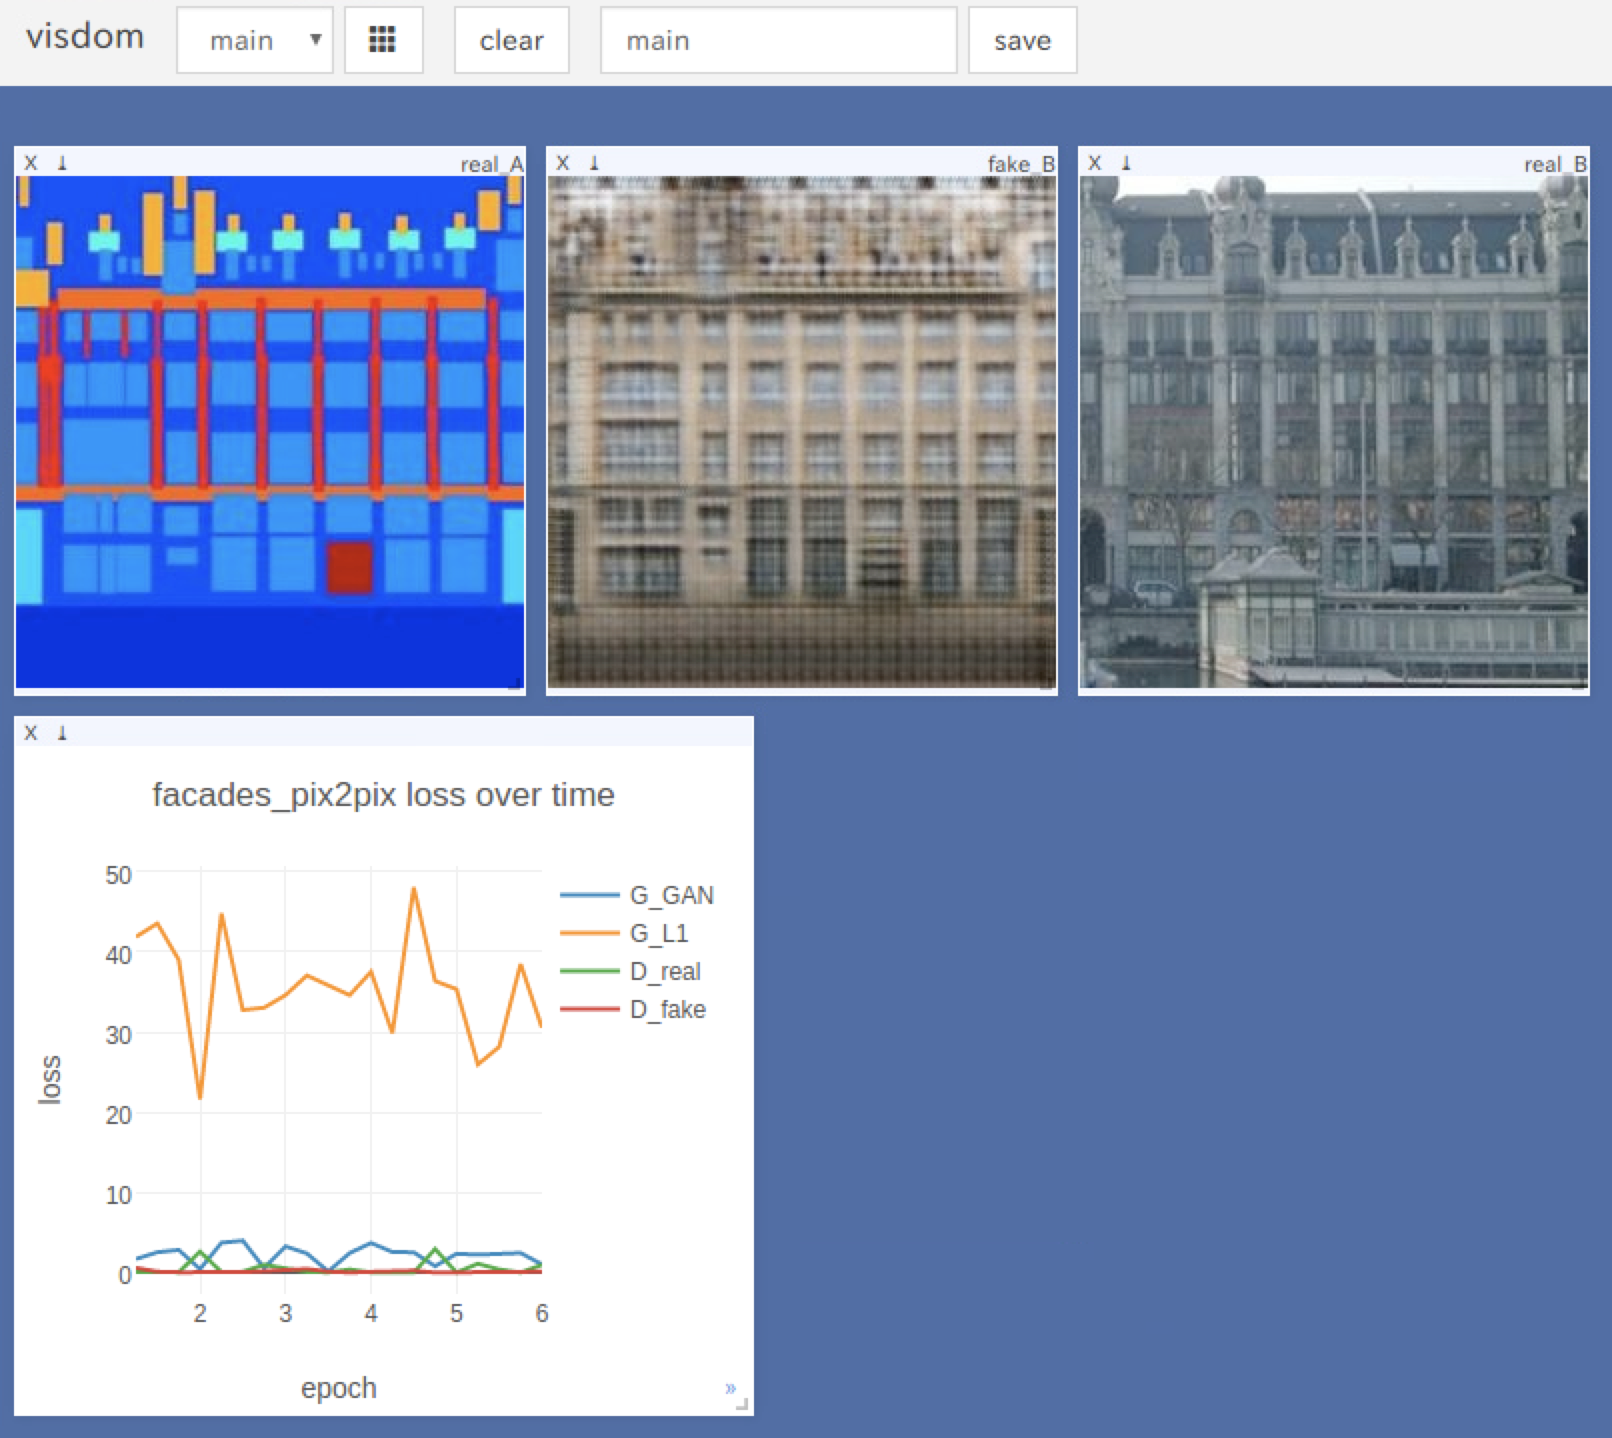 visdom main ▼ clear main save
X real_A
X fake_B
X real_B
X
facades_pix2pix loss over time
50
40
30
20
10
0
loss
G_GAN
G_L1
D_real
D_fake
2 3 4 5 6
epoch
»